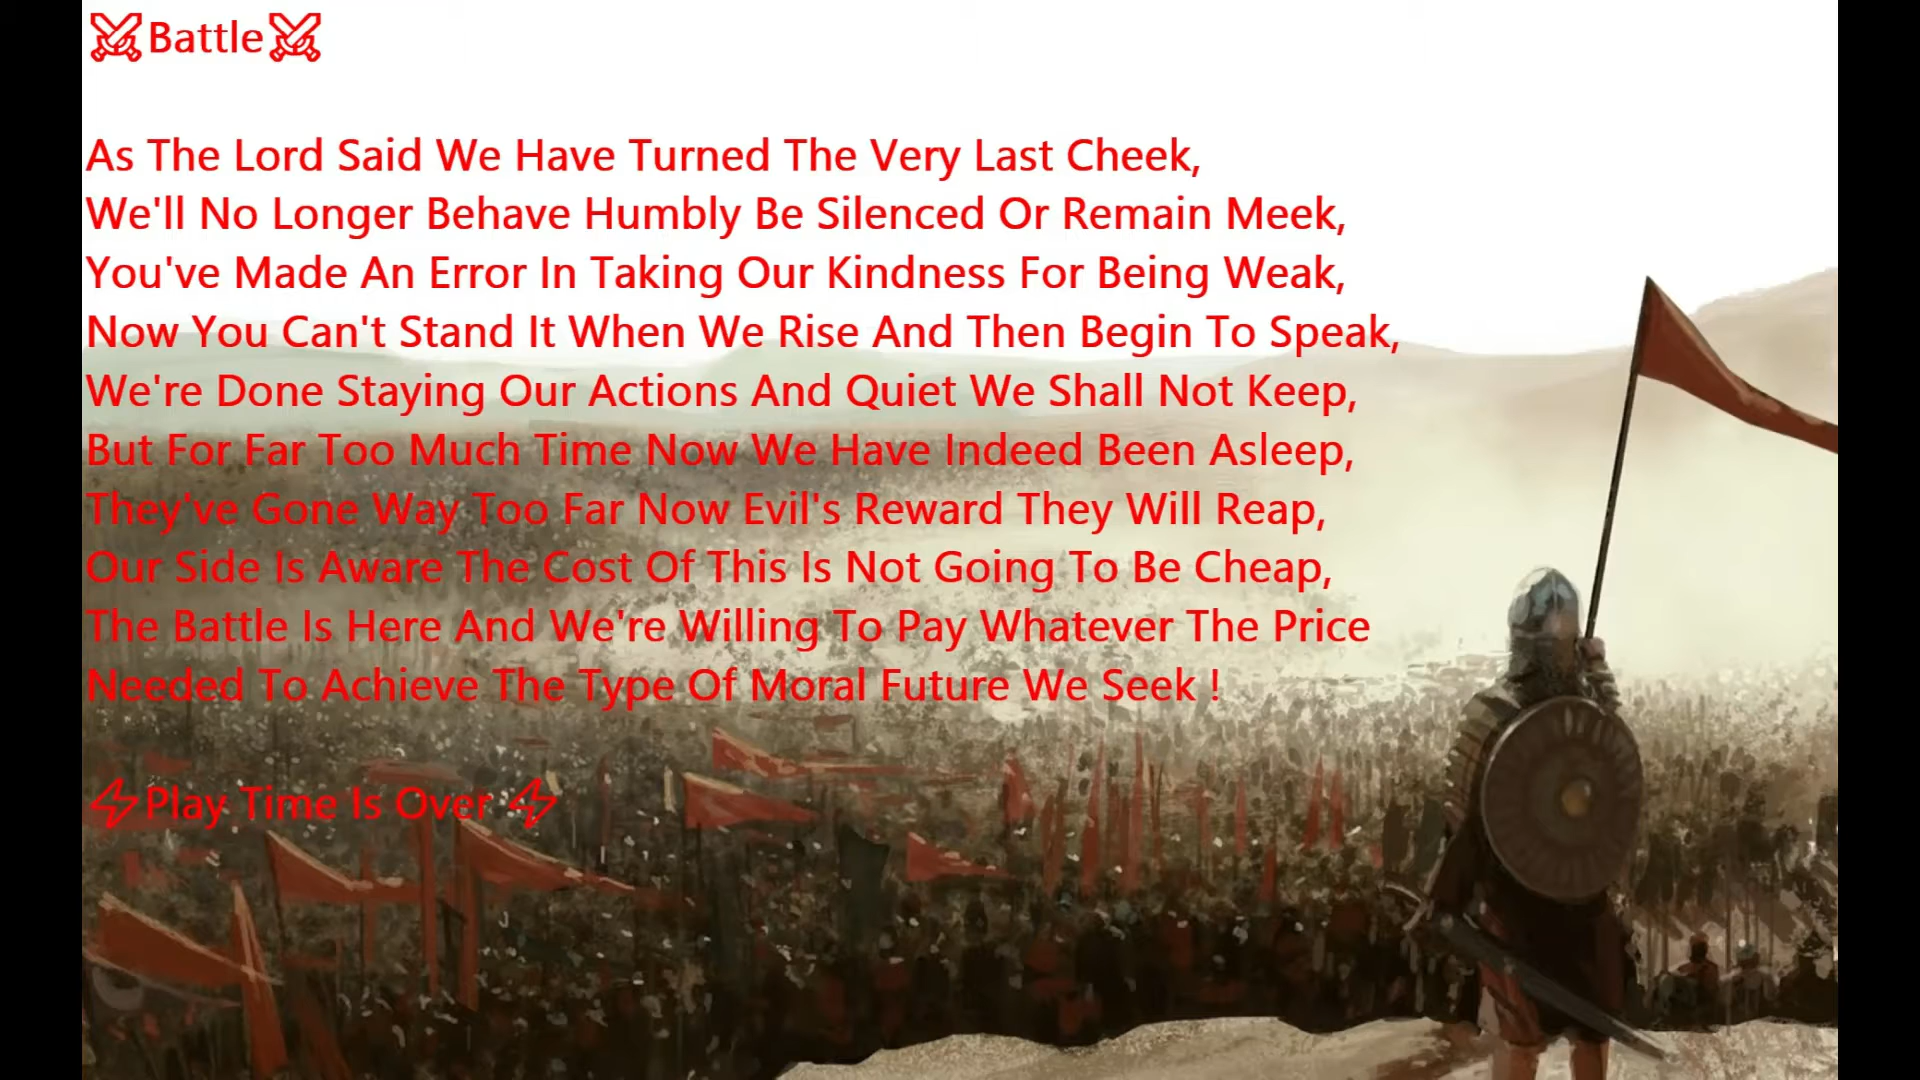 ⚔Battle⚔
As The Lord Said We Have Turned The Very Last Cheek,
We'll No Longer Behave Humbly Be Silenced Or Remain Meek,
You've Made An Error In Taking Our Kindness For Being Weak,
Now You Can't Stand It When We Rise And Then Begin To Speak,
We're Done Staying Our Actions And Quiet We Shall Not Keep,
But For Far Too Much Time Now We Have Indeed Been Asleep,
They've Gone Way Too Far Now Evil's Reward They Will Reap,
Our Side Is Aware The Cost Of This Is Not Going To Be Cheap,
The Battle Is Here And We're Willing To Pay Whatever The Price
Needed To Achieve The Type Of Moral Future We Seek !
⚡Play Time Is Over ⚡